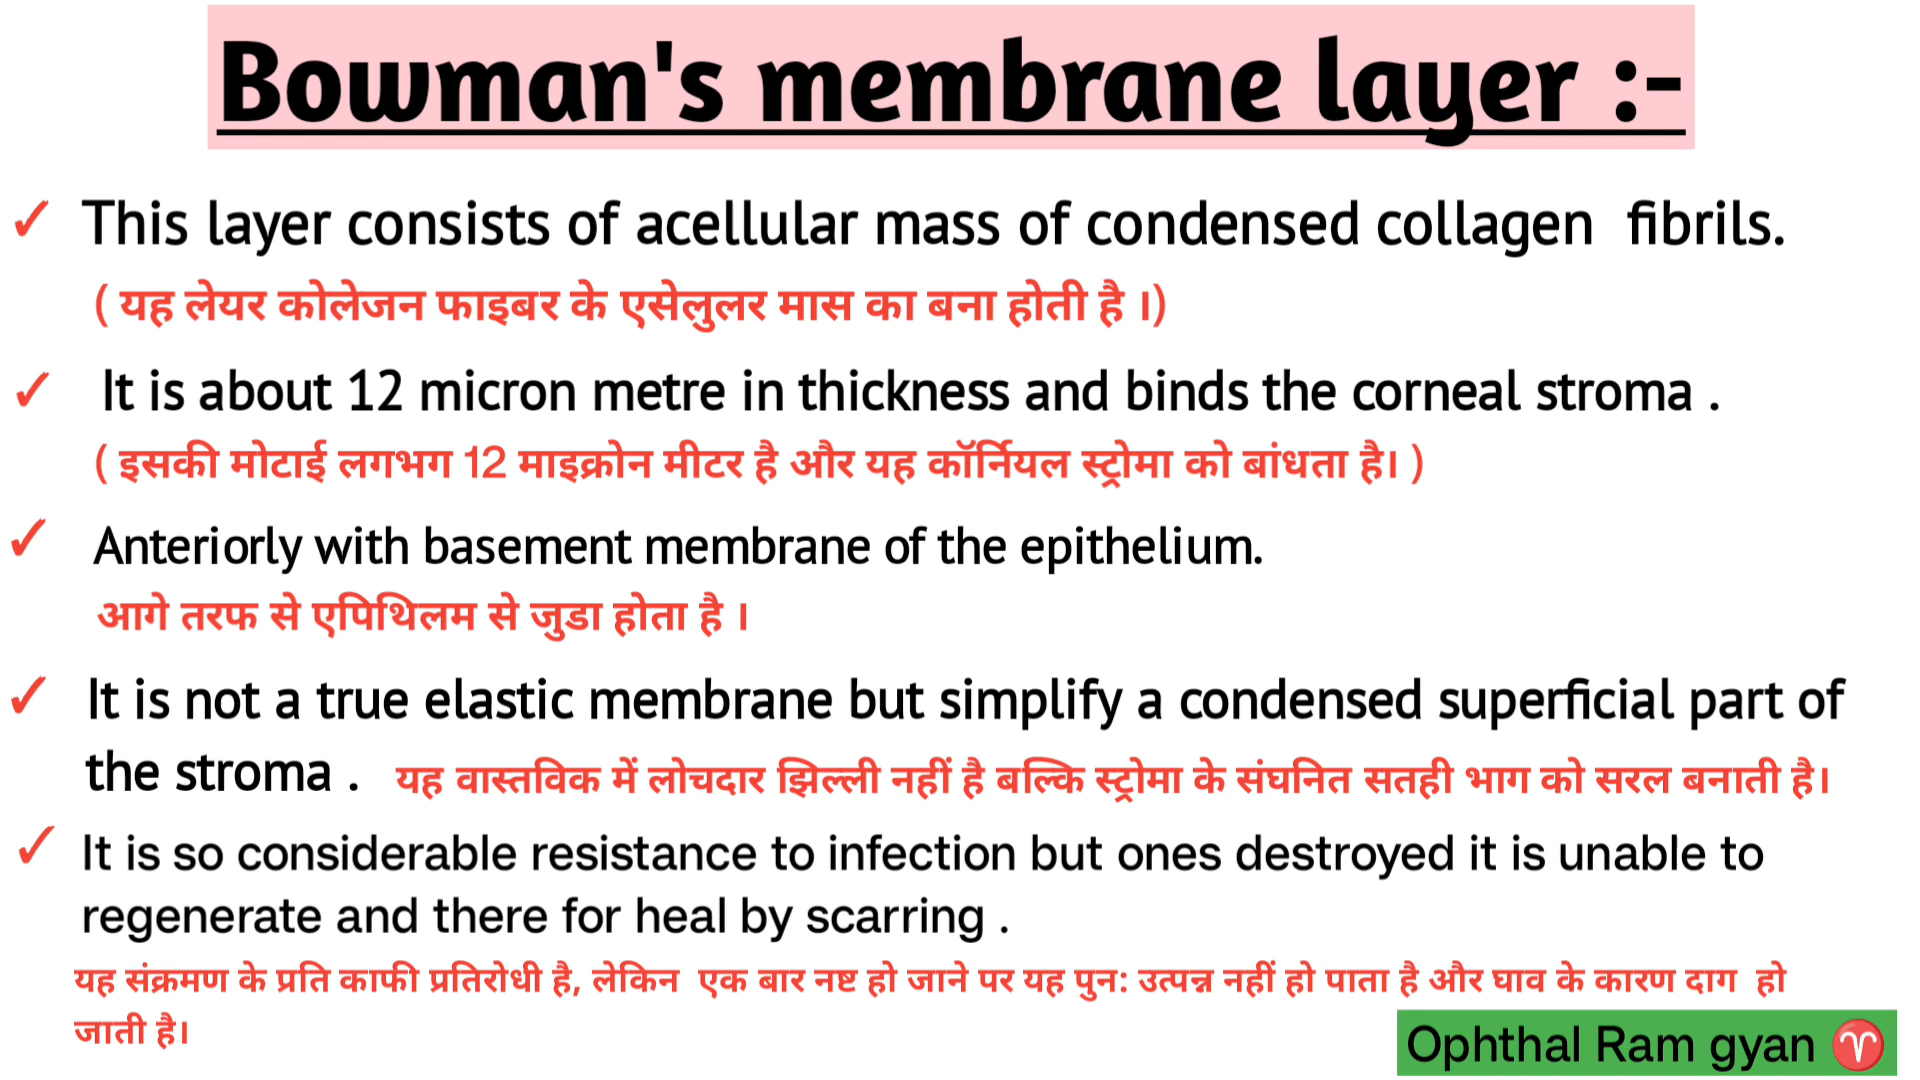 Bowman's membrane layer :-
✓ This layer consists of acellular mass of condensed collagen fibrils.
( यह लेयर कोलेजन फाइबर के एसेलुलर मास का बना होती है ।)
✓ It is about 12 micron metre in thickness and binds the corneal stroma .
( इसकी मोटाई लगभग 12 माइक्रोन मीटर है और यह कॉर्नियल स्ट्रोमा को बांधता है। )
✓ Anteriorly with basement membrane of the epithelium.
आगे तरफ से एपिथिलम से जुडा होता है ।
✓ It is not a true elastic membrane but simplify a condensed superficial part of
the stroma . यह वास्तविक में लोचदार झिल्ली नहीं है बल्कि स्ट्रोमा के संघनित सतही भाग को सरल बनाती है।
✓ It is so considerable resistance to infection but ones destroyed it is unable to
regenerate and there for heal by scarring .
यह संक्रमण के प्रति काफी प्रतिरोधी है, लेकिन एक बार नष्ट हो जाने पर यह पुन: उत्पन्न नहीं हो पाता है और घाव के कारण दाग हो
जाती है।
Ophthal Ram gyan ♈